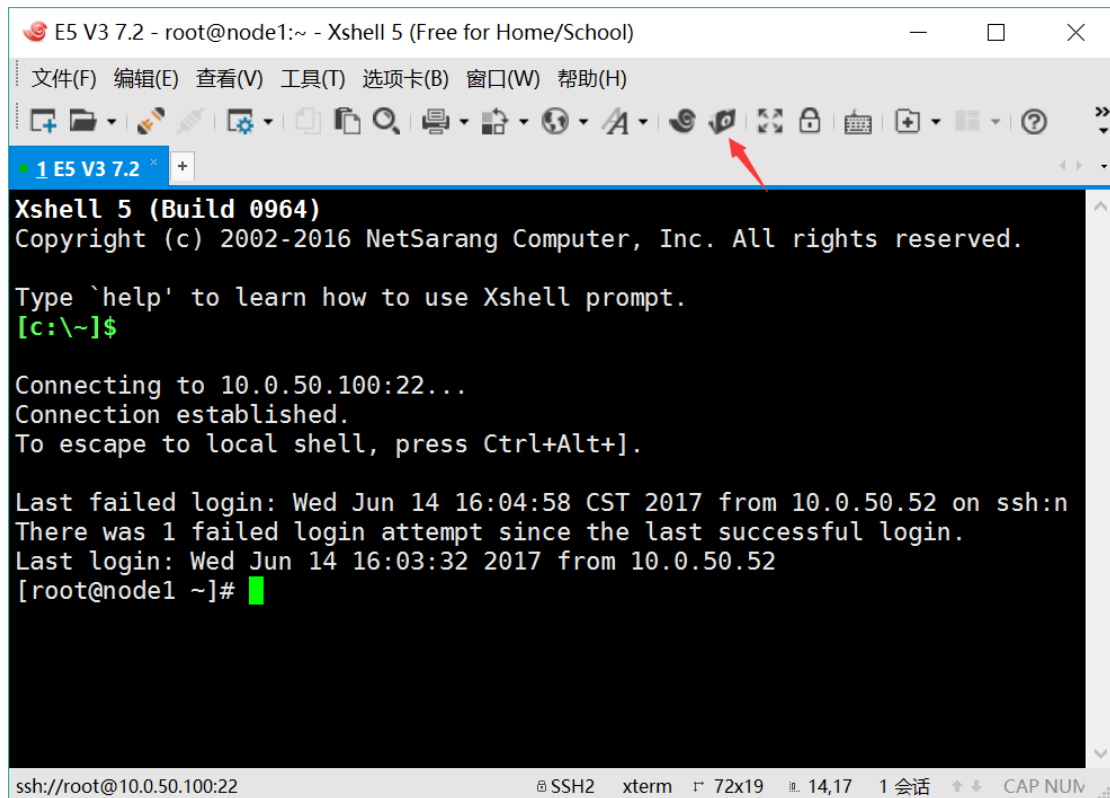 E5 V3 7.2 - root@node1:~ - Xshell 5 (Free for Home/School)
文件(F) 编辑(E) 查看(V) 工具(T) 选项卡(B) 窗口(W) 帮助(H)
1 E5 V3 7.2
Xshell 5 (Build 0964)
Copyright (c) 2002-2016 NetSarang Computer, Inc. All rights reserved.
Type `help' to learn how to use Xshell prompt.
[c:\~]$
Connecting to 10.0.50.100:22...
Connection established.
To escape to local shell, press Ctrl+Alt+].
Last failed login: Wed Jun 14 16:04:58 CST 2017 from 10.0.50.52 on ssh:n
There was 1 failed login attempt since the last successful login.
Last login: Wed Jun 14 16:03:32 2017 from 10.0.50.52
[root@node1 ~]#
ssh://root@10.0.50.100:22 SSH2 xterm 72x19 14,17 1 会话 CAP NUM